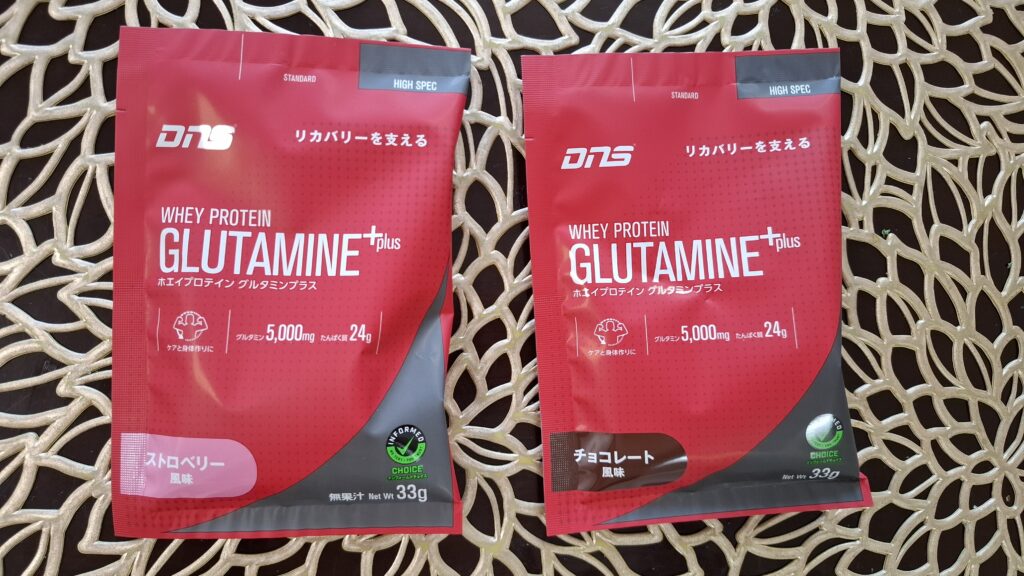 STANDARD
HIGH SPEC
DNS
リカバリーを支える
WHEY PROTEIN
GLUTAMINE+plus
ホエイプロテイン グルタミンプラス
ケアと身体作りに
グルタミン 5,000mg たんぱく質 24g
INFORMED
CHOICE
ストロベリー
風味
無果汁 Net Wt 33g
STANDARD
HIGH SPEC
DNS
リカバリーを支える
WHEY PROTEIN
GLUTAMINE+plus
ホエイプロテイン グルタミンプラス
ケアと身体作りに
グルタミン 5,000mg たんぱく質 24g
CHOICE
チョコレート
風味
Net Wt 33g